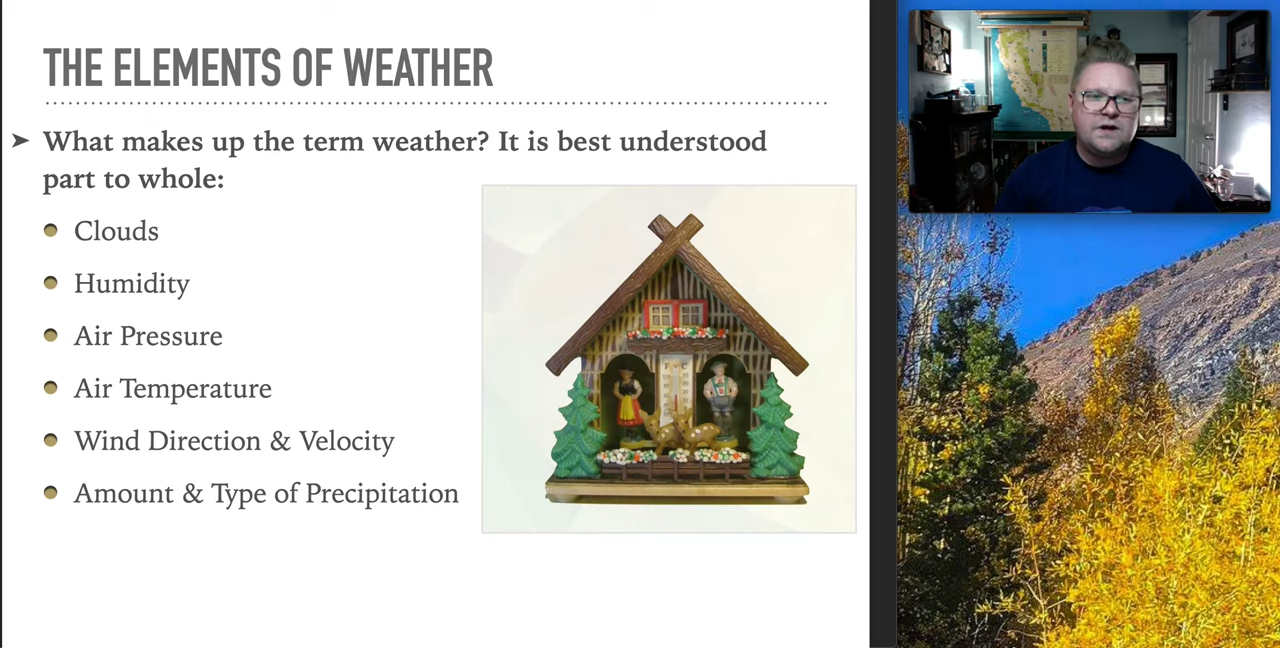 THE ELEMENTS OF WEATHER
➤ What makes up the term weather? It is best understood
part to whole:
• Clouds
• Humidity
• Air Pressure
• Air Temperature
• Wind Direction & Velocity
• Amount & Type of Precipitation
F C